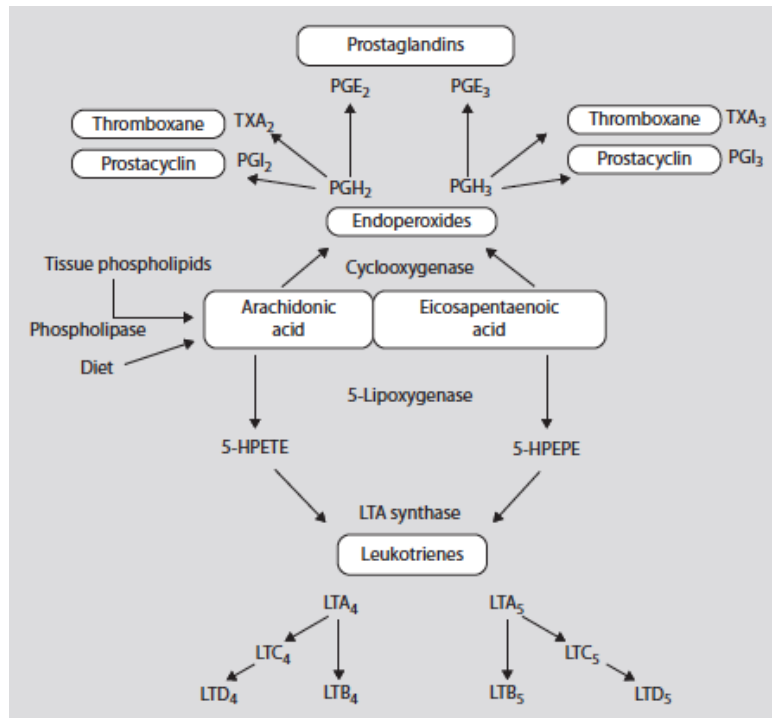 Prostaglandins
PGE₂ PGE₃
Thromboxane TXA₂ Thromboxane TXA₃
Prostacyclin PGI₂ Prostacyclin PGI₃
PGH₂ PGH₃
Endoperoxides
Tissue phospholipids Cyclooxygenase
Arachidonic Eicosapentaenoic
acid acid
Phospholipase
Diet
5-Lipoxygenase
5-HPETE 5-HPEPE
LTA synthase
Leukotrienes
LTA₄ LTA₅
LTC₄ LTC₅
LTD₄ LTB₄ LTB₅ LTD₅